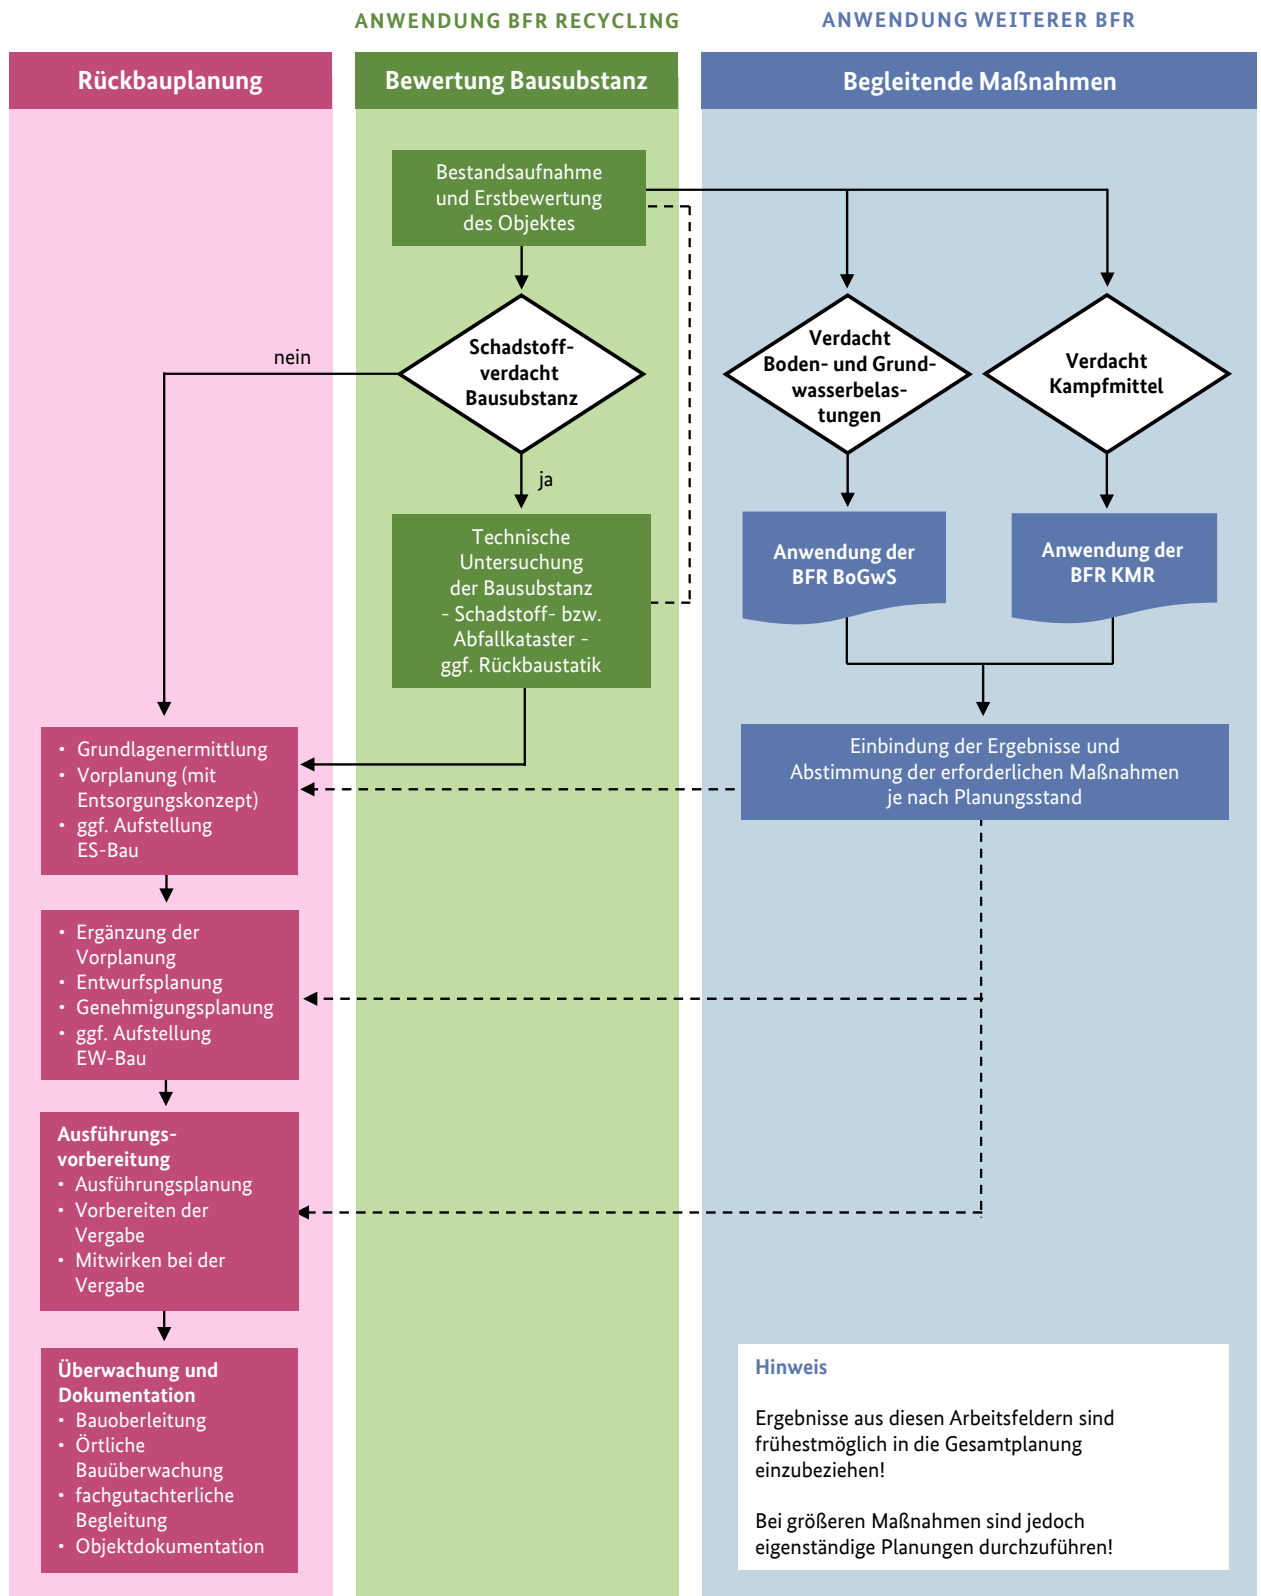 ANWENDUNG BFR RECYCLING
ANWENDUNG WEITERER BFR
Rückbauplanung
Bewertung Bausubstanz
Begleitende Maßnahmen
Bestandsaufnahme
und Erstbewertung
des Objektes
nein
Schadstoff-
verdacht
Bausubstanz
Verdacht
Boden- und Grund-
wasserbelas-
tungen
Verdacht
Kampfmittel
ja
Technische
Untersuchung
der Bausubstanz
- Schadstoff- bzw.
Abfallkataster -
ggf. Rückbaustatik
Anwendung der
BFR BoGwS
Anwendung der
BFR KMR
• Grundlagenermittlung
• Vorplanung (mit
Entsorgungskonzept)
• ggf. Aufstellung
ES-Bau
Einbindung der Ergebnisse und
Abstimmung der erforderlichen Maßnahmen
je nach Planungsstand
• Ergänzung der
Vorplanung
• Entwurfsplanung
• Genehmigungsplanung
• ggf. Aufstellung
EW-Bau
Ausführungs-
vorbereitung
• Ausführungsplanung
• Vorbereiten der
Vergabe
• Mitwirken bei der
Vergabe
Überwachung und
Dokumentation
• Bauoberleitung
• Örtliche
Bauüberwachung
• fachgutachterliche
Begleitung
• Objektdokumentation
Hinweis
Ergebnisse aus diesen Arbeitsfeldern sind
frühestmöglich in die Gesamtplanung
einzubeziehen!
Bei größeren Maßnahmen sind jedoch
eigenständige Planungen durchzuführen!